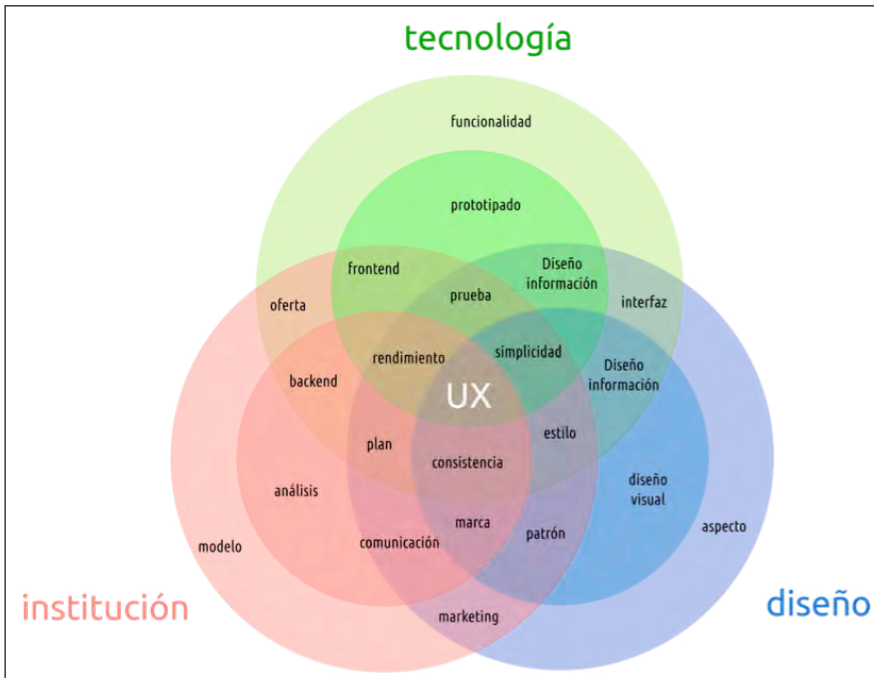 tecnología
funcionalidad
prototipado
frontend
Diseño
información
prueba
oferta
interfaz
simplicidad
rendimiento
Diseño
información
backend
UX
estilo
plan
consistencia
análisis
diseño
visual
marca
aspecto
patrón
comunicación
modelo
institución
diseño
marketing